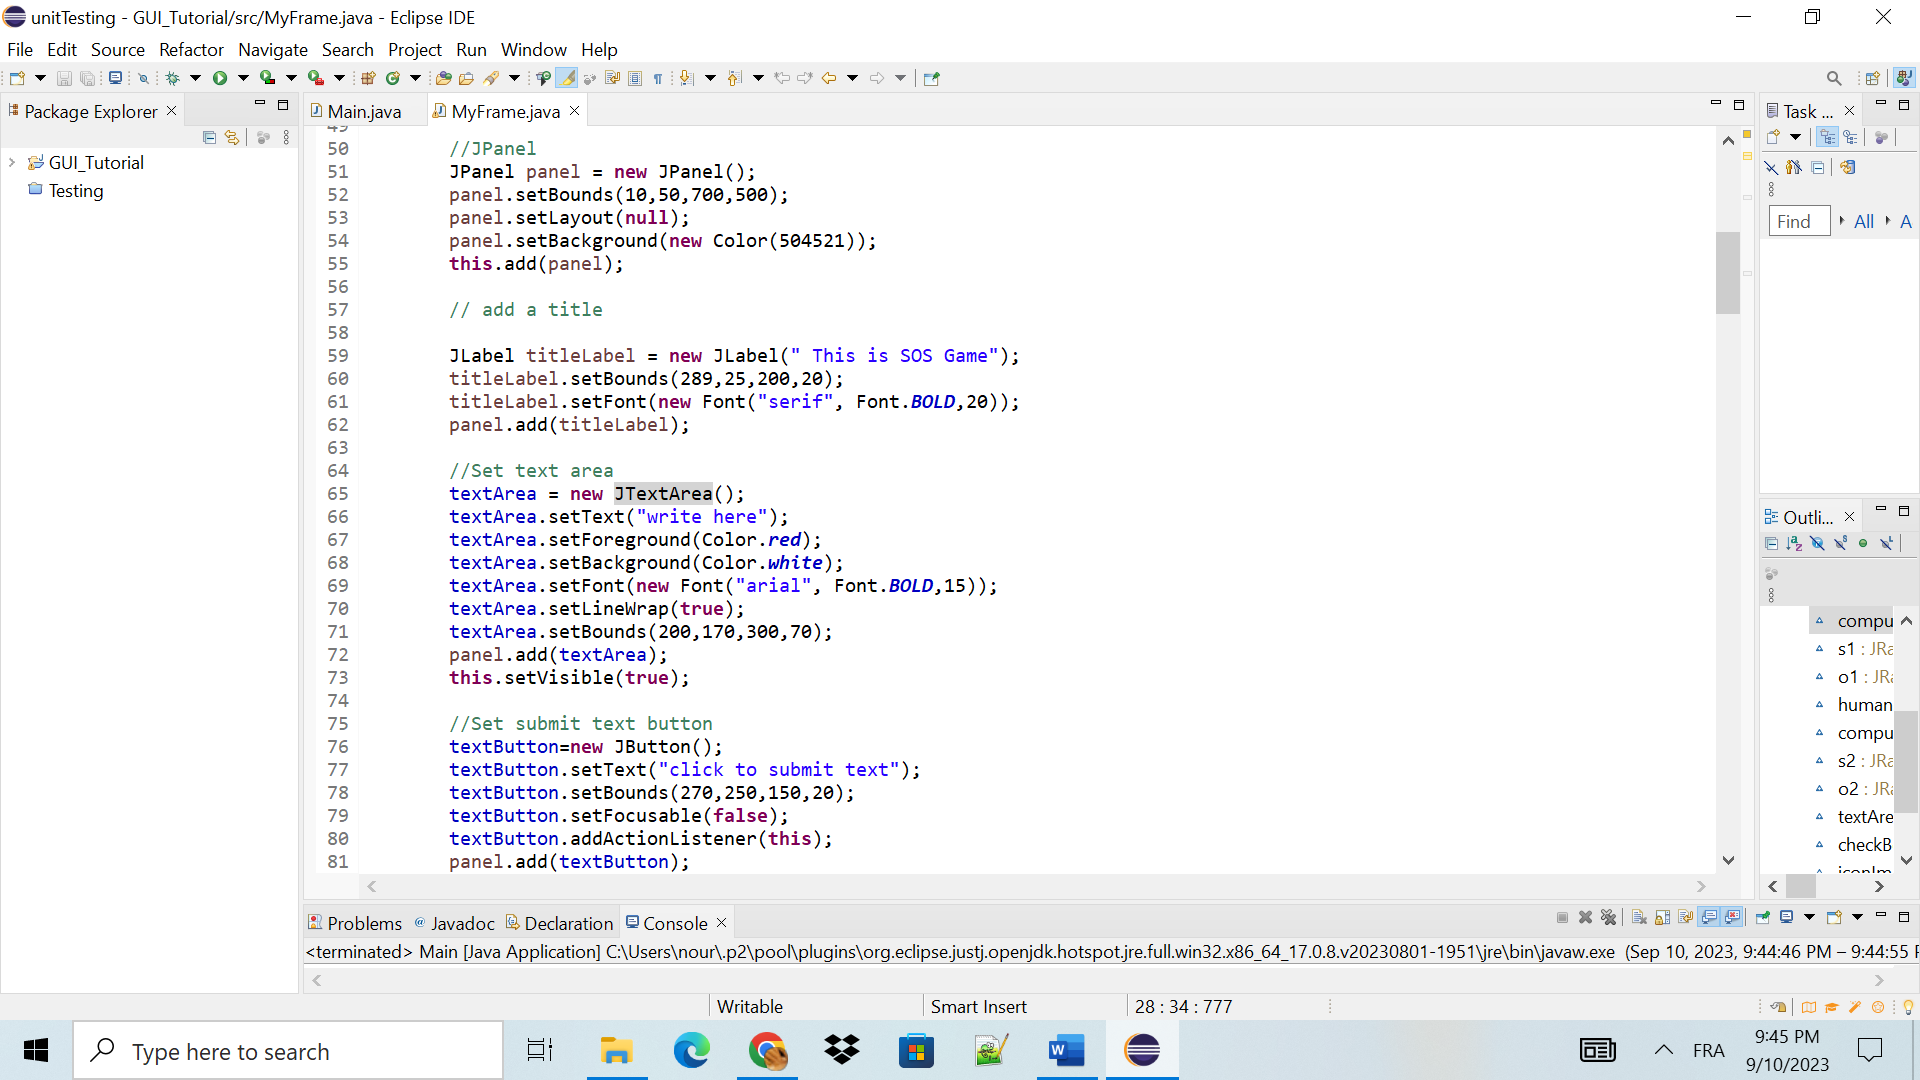 unitTesting - GUI_Tutorial/src/MyFrame.java - Eclipse IDE
File Edit Source Refactor Navigate Search Project Run Window Help
Package Explorer
GUI_Tutorial
Testing
Main.java
MyFrame.java
49
50 //JPanel
51 JPanel panel = new JPanel();
52 panel.setBounds(10,50,700,500);
53 panel.setLayout(null);
54 panel.setBackground(new Color(504521));
55 this.add(panel);
56
57 // add a title
58
59 JLabel titleLabel = new JLabel(" This is SOS Game");
60 titleLabel.setBounds(289,25,200,20);
61 titleLabel.setFont(new Font("serif", Font.BOLD,20));
62 panel.add(titleLabel);
63
64 //Set text area
65 textArea = new JTextArea();
66 textArea.setText("write here");
67 textArea.setForeground(Color.red);
68 textArea.setBackground(Color.white);
69 textArea.setFont(new Font("arial", Font.BOLD,15));
70 textArea.setLineWrap(true);
71 textArea.setBounds(200,170,300,70);
72 panel.add(textArea);
73 this.setVisible(true);
74
75 //Set submit text button
76 textButton=new JButton();
77 textButton.setText("click to submit text");
78 textButton.setBounds(270,250,150,20);
79 textButton.setFocusable(false);
80 textButton.addActionListener(this);
81 panel.add(textButton);
Task ...
Find All A
Outli...
compu
s1 : JRa
o1 : JRa
human
compu
s2 : JRa
o2 : JRa
textAre
checkB
iconIm
Problems @ Javadoc Declaration Console
<terminated> Main [Java Application] C:\Users\nour\.p2\pool\plugins\org.eclipse.justj.openjdk.hotspot.jre.full.win32.x86_64_17.0.8.v20230801-1951\jre\bin\javaw.exe (Sep 10, 2023, 9:44:46 PM – 9:44:55 P
Writable Smart Insert 28 : 34 : 777
Type here to search
FRA
9:45 PM
9/10/2023